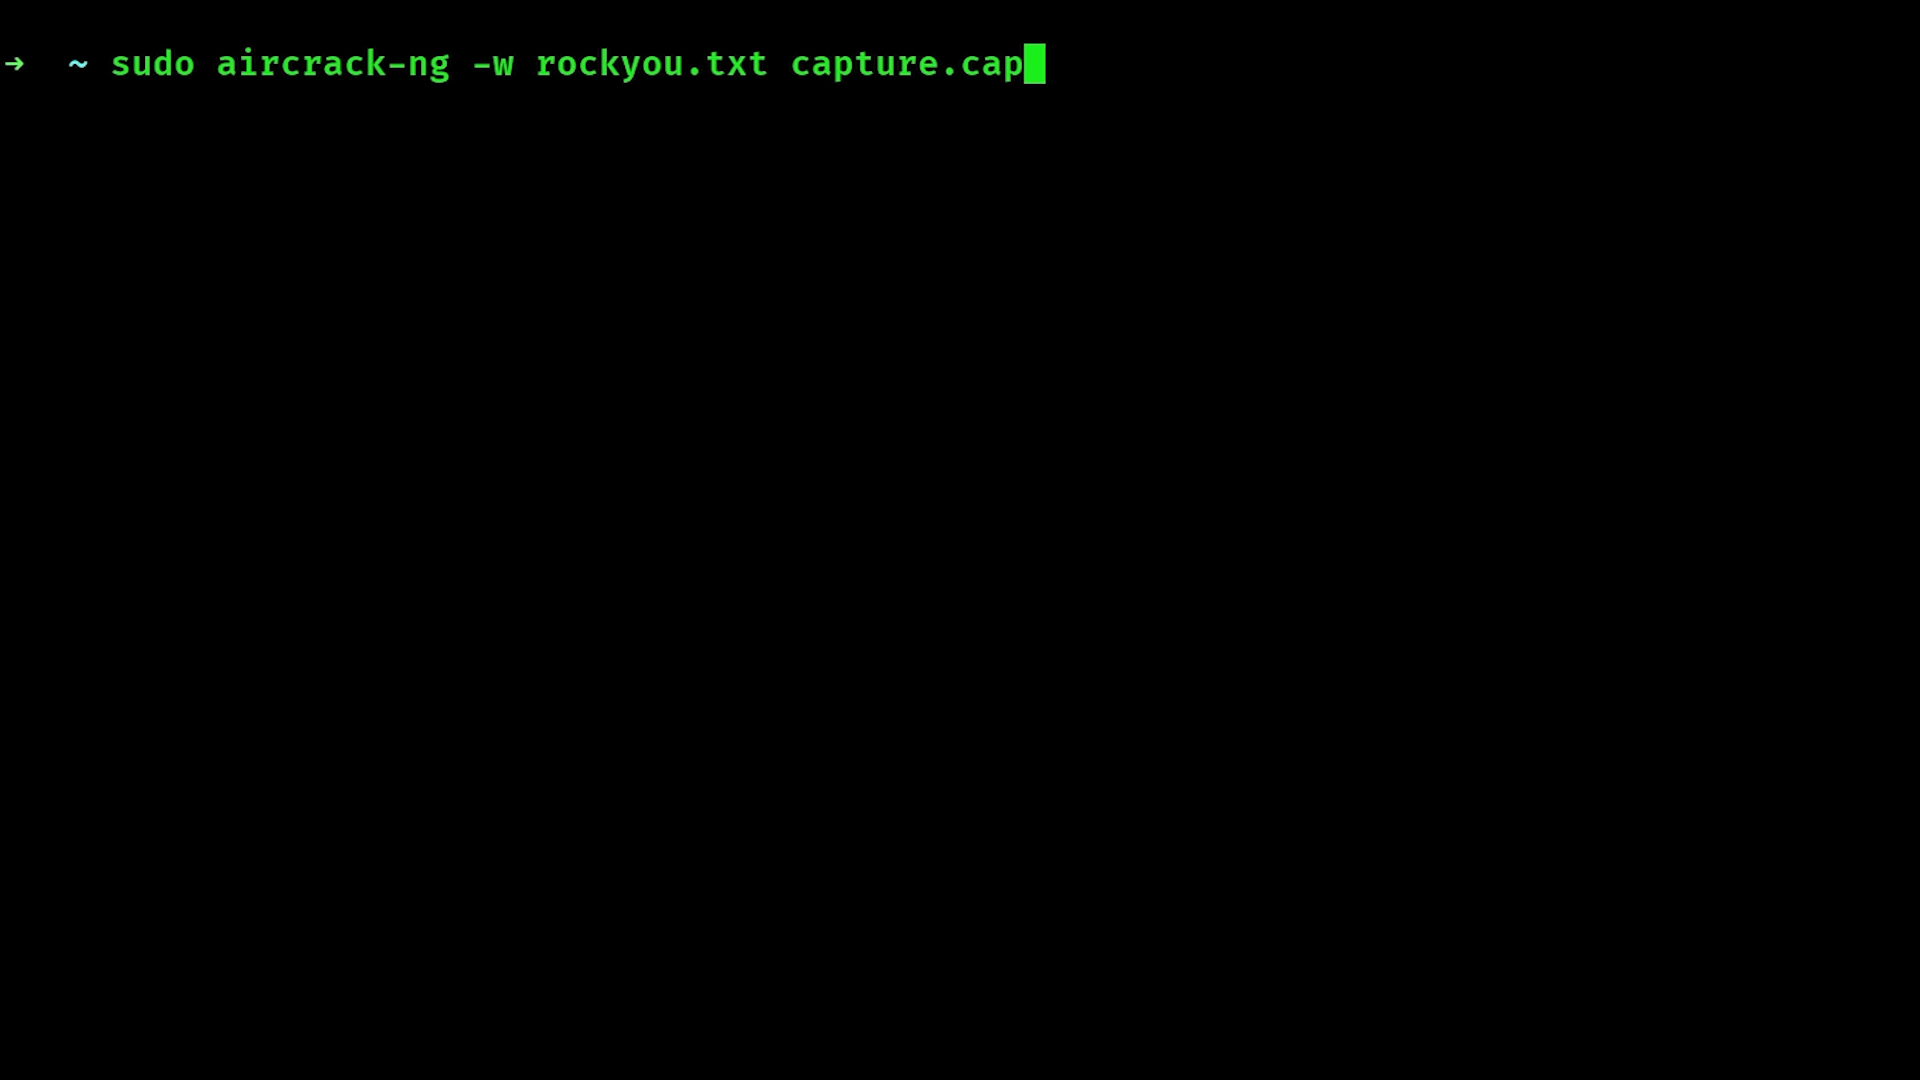 ➜ ~ sudo aircrack-ng -w rockyou.txt capture.cap